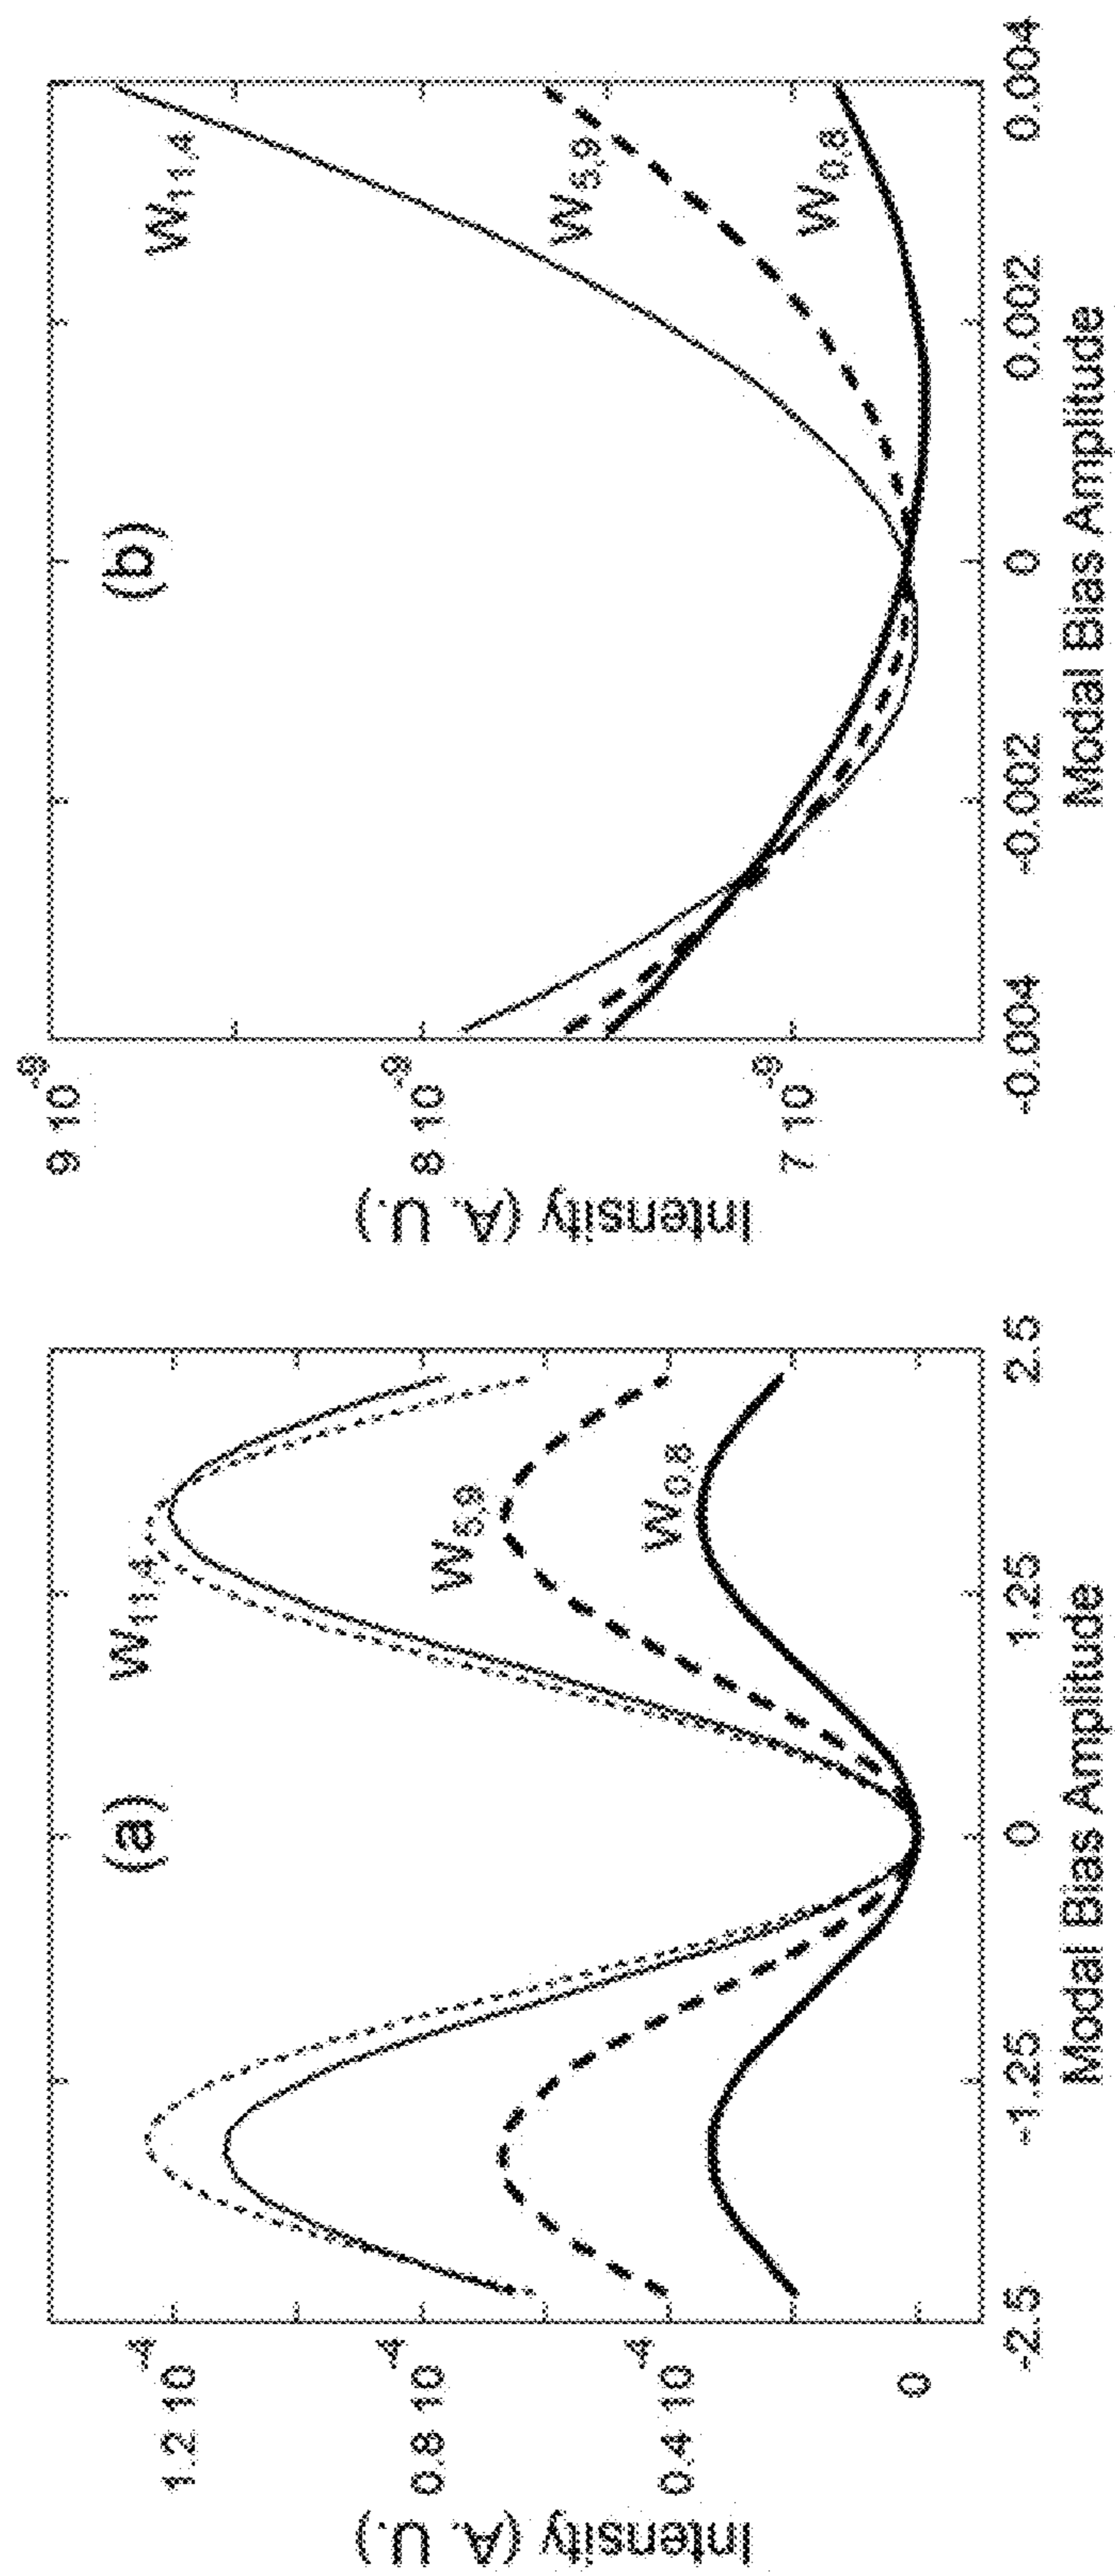 (a)
Intensity (A. U.)
1.2 10-4
0.8 10-4
0.4 10-4
0
W11,4
W5,9
W0,8
-2.5
-1.25
0
1.25
2.5
Modal Bias Amplitude
(b)
Intensity (A. U.)
9 10-9
8 10-9
7 10-9
W11,4
W5,9
W0,8
-0.004
-0.002
0
0.002
0.004
Modal Bias Amplitude